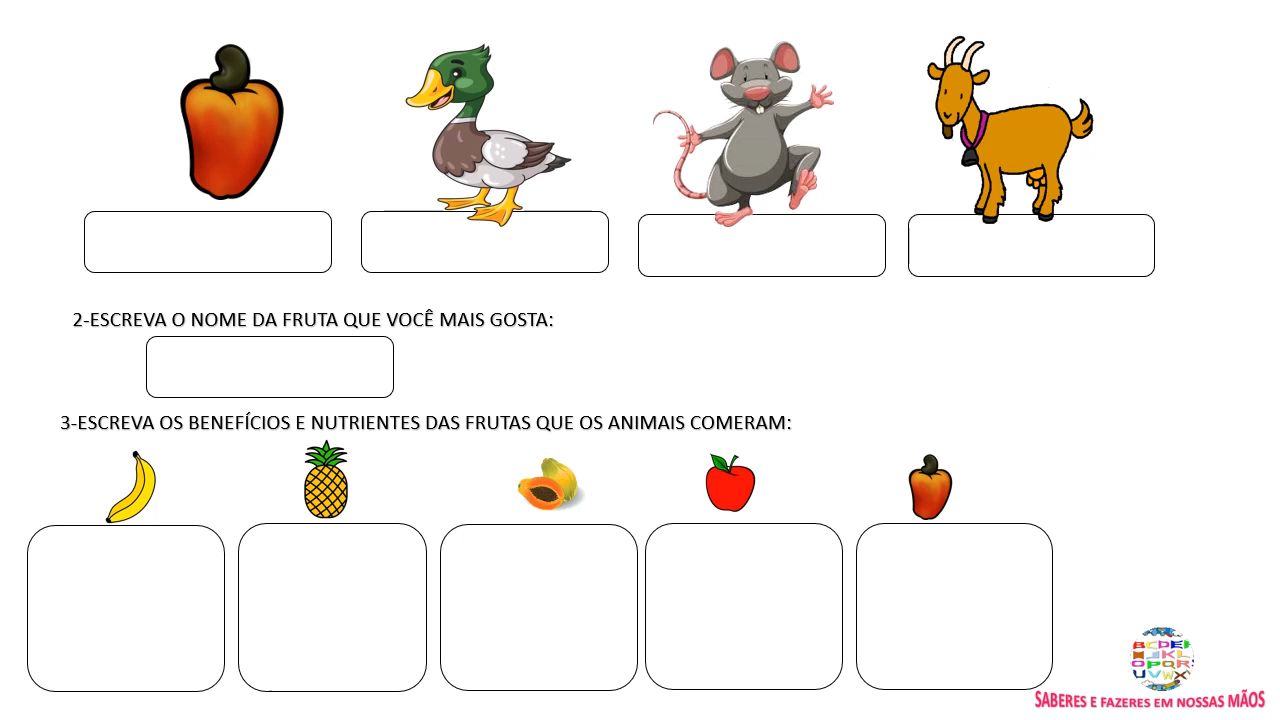 2-ESCREVA O NOME DA FRUTA QUE VOCÊ MAIS GOSTA:
3-ESCREVA OS BENEFÍCIOS E NUTRIENTES DAS FRUTAS QUE OS ANIMAIS COMERAM:
SABERES E FAZERES EM NOSSAS MÃOS